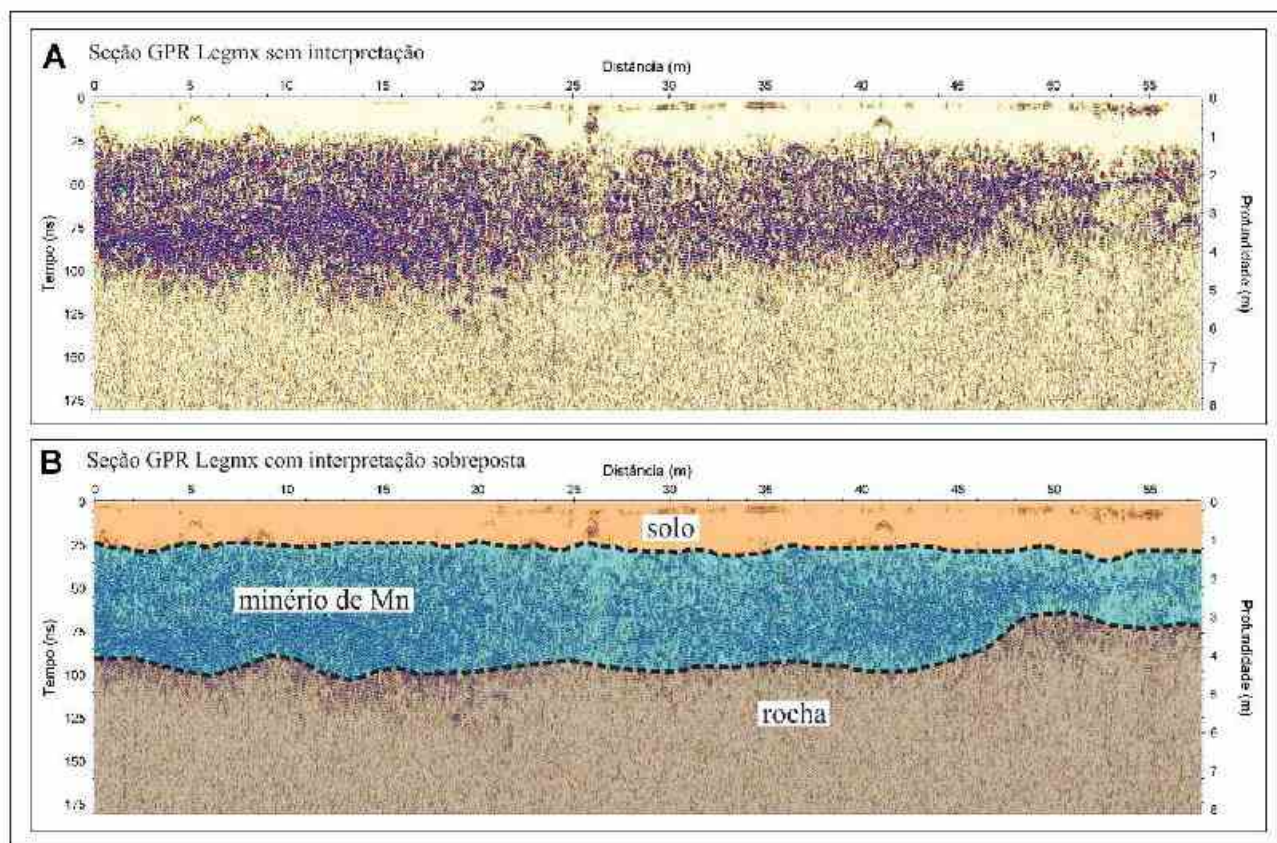 A Seção GPR Legmx sem interpretação
Distância (m)
0 5 10 15 20 25 30 35 41 45 50 55
Tempo (ns)
0
25
50
75
100
125
150
175
Profundidade (m)
0
1
2
3
4
5
6
7
8
B Seção GPR Legmx com interpretação sobreposta
Distância (m)
0 5 10 15 20 25 30 35 41 45 50 55
Tempo (ns)
0
25
50
75
100
125
150
175
solo
minério de Mn
rocha
Profundidade (m)
0
1
2
3
4
5
6
7
8